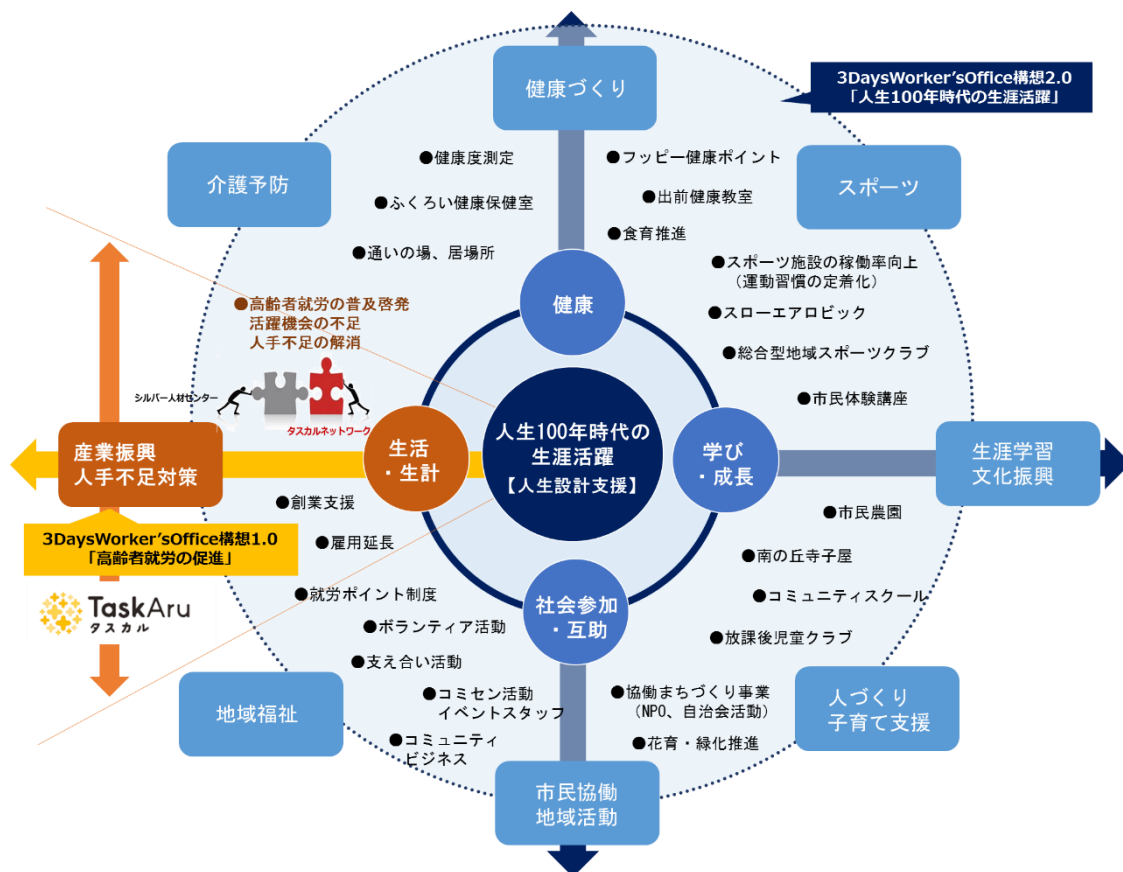 健康づくり
3DaysWorker'sOffice構想2.0
「人生100年時代の生涯活躍」
介護予防
スポーツ
●健康度測定
●フッピー健康ポイント
●ふくろい健康保健室
●出前健康教室
●通いの場、居場所
●食育推進
●スポーツ施設の稼働率向上
(運動習慣の定着化)
●高齢者就労の普及啓発
活躍機会の不足
人手不足の解消
健康
●スローエアロビック
●総合型地域スポーツクラブ
シルバー人材センター
タスカルネットワーク
●市民体験講座
産業振興
人手不足対策
生活
・生計
人生100年時代の
生涯活躍
【人生設計支援】
学び
・成長
生涯学習
文化振興
3DaysWorker'sOffice構想1.0
「高齢者就労の促進」
TaskAru
タスカル
●創業支援
●雇用延長
●就労ポイント制度
●ボランティア活動
●支え合い活動
●コミセン活動
イベントスタッフ
●コミュニティ
ビジネス
社会参加
・互助
●市民農園
●南の丘寺子屋
●コミュニティスクール
●放課後児童クラブ
●協働まちづくり事業
(NPO、自治会活動)
●花育・緑化推進
地域福祉
人づくり
子育て支援
市民協働
地域活動